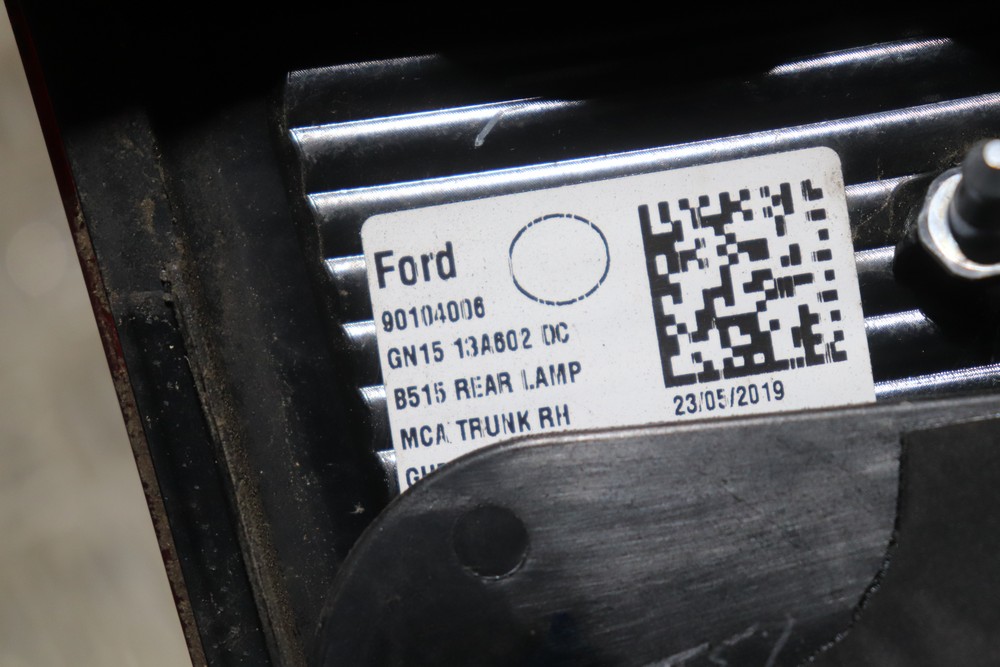 Ford
90104006
GN15 13A602 DC
B515 REAR LAMP
MCA TRUNK RH
23/05/2019